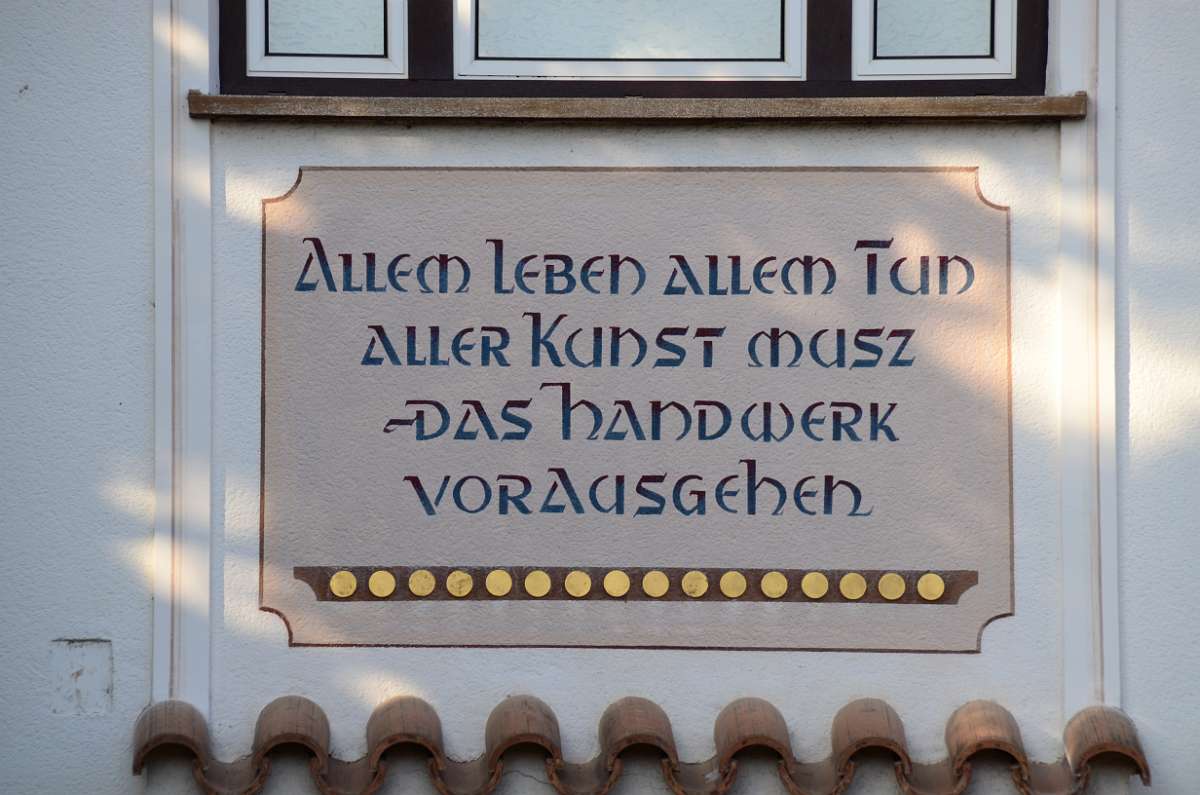 Allem Leben allem Tun
aller Kunst musz
-das Handwerk
vorausgehen